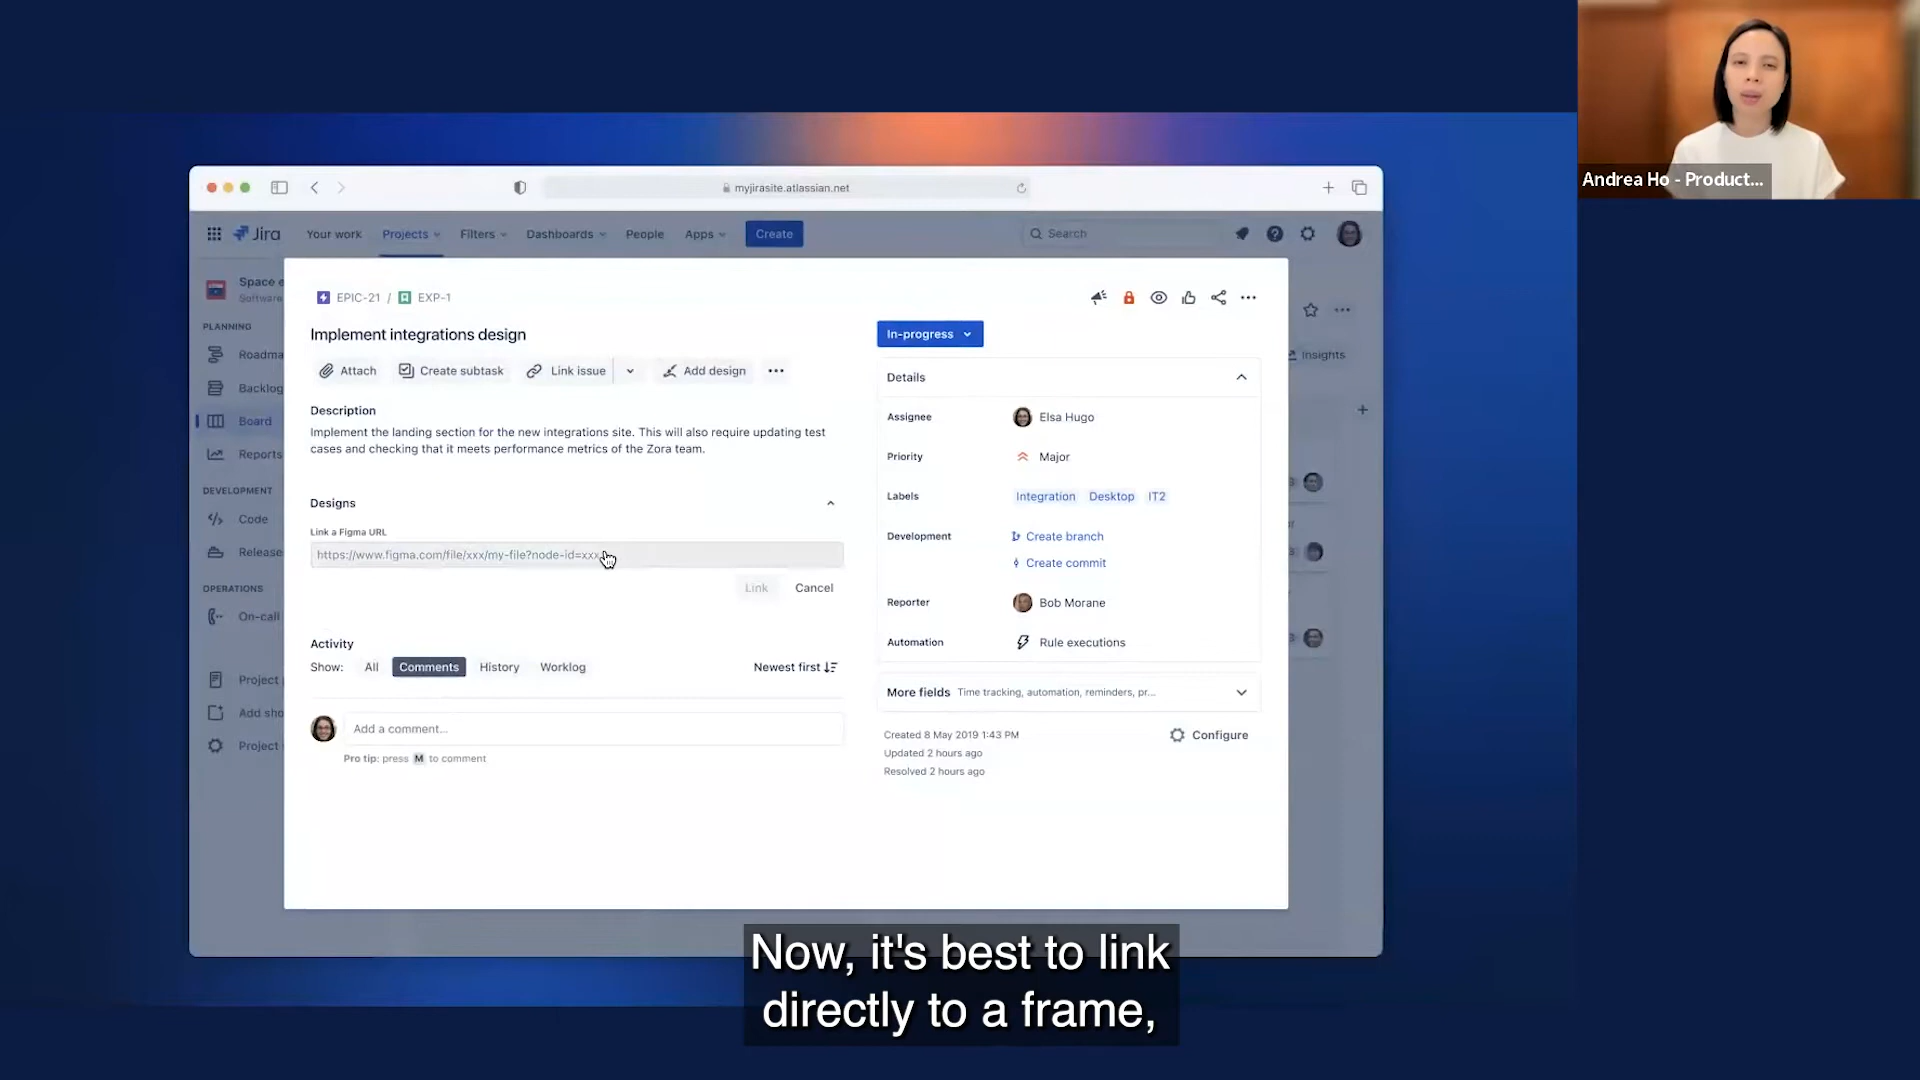 Andrea Ho - Product...
myjirasite.atlassian.net
Jira
Your work
Projects
Filters
Dashboards
People
Apps
Create
Search
Space e
Software
PLANNING
Roadma
Backlog
Board
Reports
DEVELOPMENT
Code
Release
OPERATIONS
On-call
Project
Add sho
Project
Insights
EPIC-21 / EXP-1
Implement integrations design
Attach
Create subtask
Link issue
Add design
Description
Implement the landing section for the new integrations site. This will also require updating test
cases and checking that it meets performance metrics of the Zora team.
Designs
Link a Figma URL
https://www.figma.com/file/xxx/my-file?node-id=xxx
Link
Cancel
Activity
Show: All Comments History Worklog
Newest first
Add a comment...
Pro tip: press M to comment
In-progress
Details
Assignee
Elsa Hugo
Priority
Major
Labels
Integration Desktop IT2
Development
Create branch
Create commit
Reporter
Bob Morane
Automation
Rule executions
More fields Time tracking, automation, reminders, pr...
Created 8 May 2019 1:43 PM
Updated 2 hours ago
Resolved 2 hours ago
Configure
Now, it's best to link
directly to a frame,